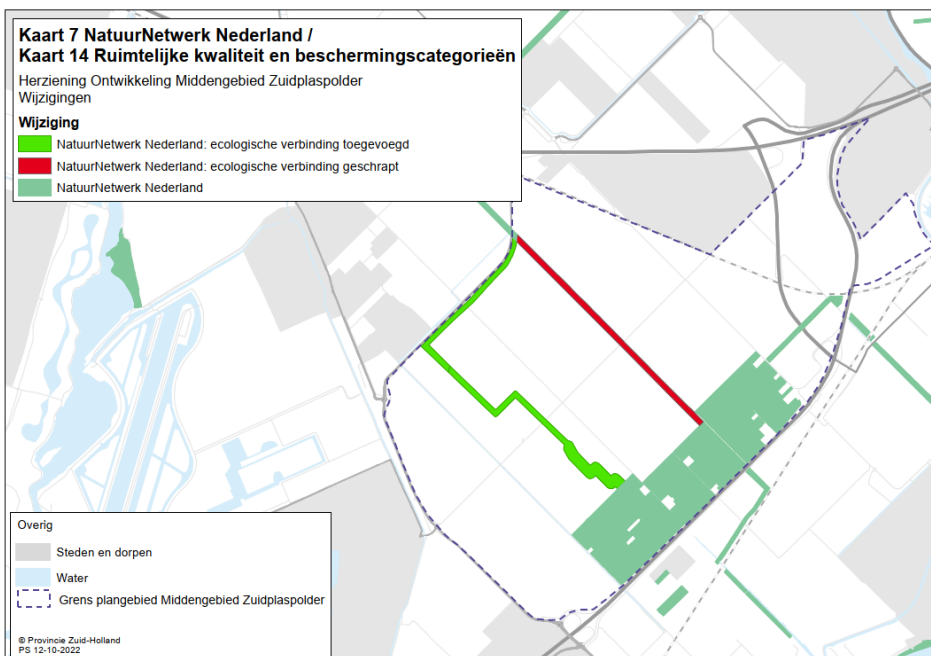 Kaart 7 NatuurNetwerk Nederland /
Kaart 14 Ruimtelijke kwaliteit en beschermingscategorieën
Herziening Ontwikkeling Middengebied Zuidplaspolder
Wijzigingen
Wijziging
NatuurNetwerk Nederland: ecologische verbinding toegevoegd
NatuurNetwerk Nederland: ecologische verbinding geschrapt
NatuurNetwerk Nederland
Overig
Steden en dorpen
Water
Grens plangebied Middengebied Zuidplaspolder
© Provincie Zuid-Holland
PS 12-10-2022